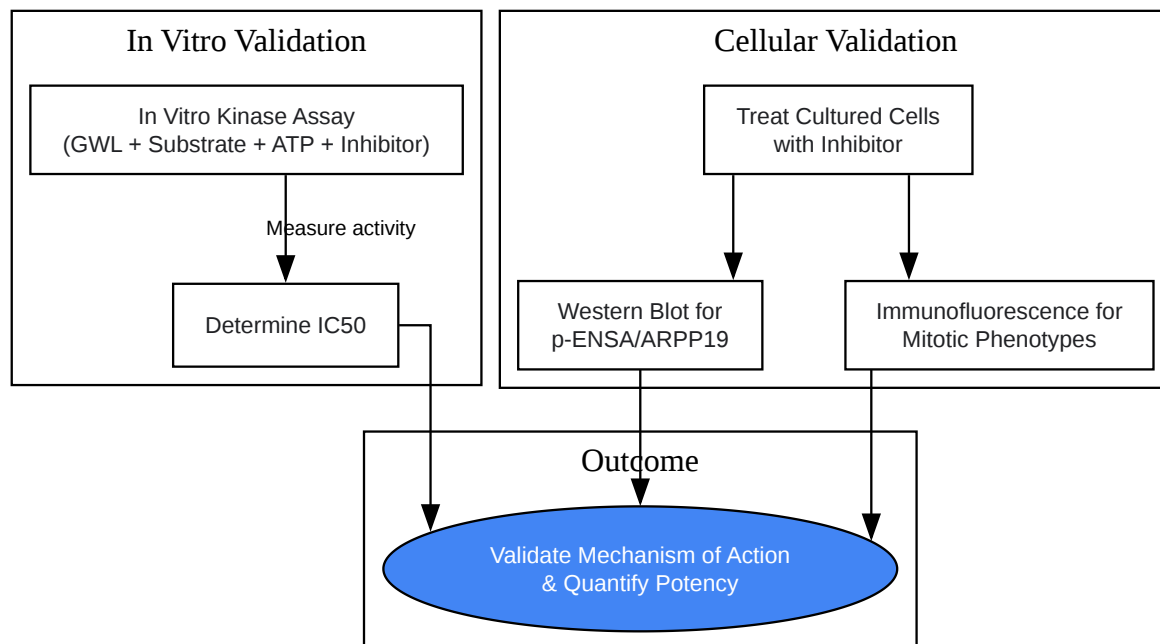 In Vitro Validation
In Vitro Kinase Assay
(GWL + Substrate + ATP + Inhibitor)
Measure activity
Determine IC50
Cellular Validation
Treat Cultured Cells
with Inhibitor
Western Blot for
p-ENSA/ARPP19
Immunofluorescence for
Mitotic Phenotypes
Outcome
Validate Mechanism of Action
& Quantify Potency